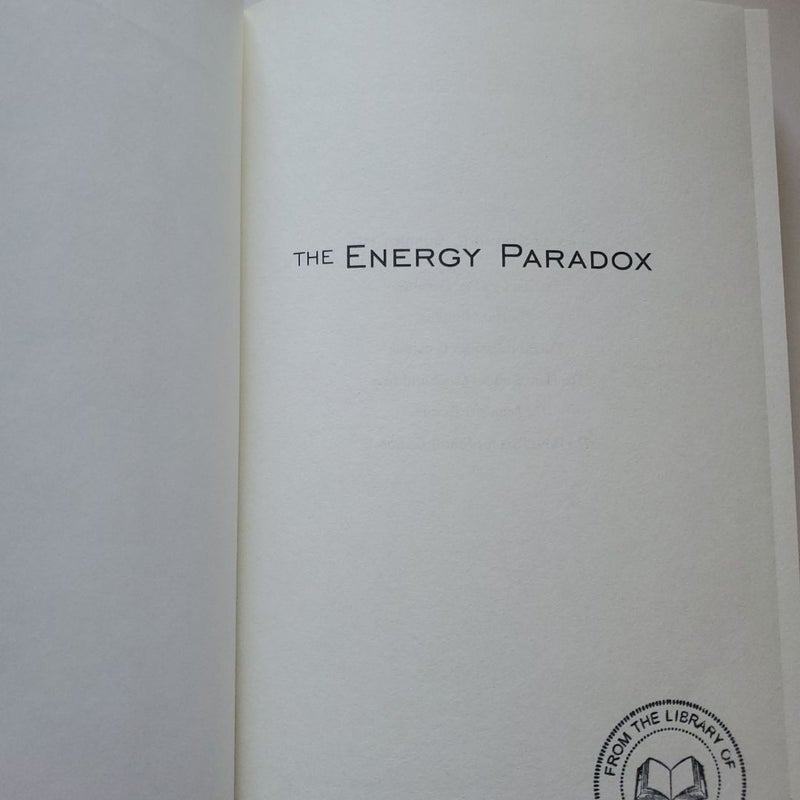 THE ENERGY PARADOX
FROM THE LIBRARY OF